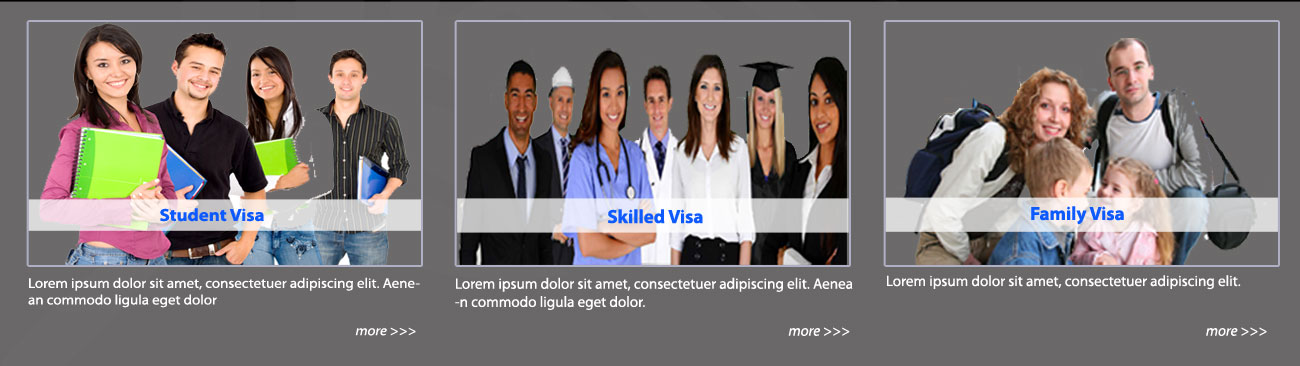 Student Visa
Lorem ipsum dolor sit amet, consectetuer adipiscing elit. Aene-
an commodo ligula eget dolor
more >>>
Skilled Visa
Lorem ipsum dolor sit amet, consectetuer adipiscing elit. Aenea
-n commodo ligula eget dolor.
more >>>
Family Visa
Lorem ipsum dolor sit amet, consectetuer adipiscing elit.
more >>>